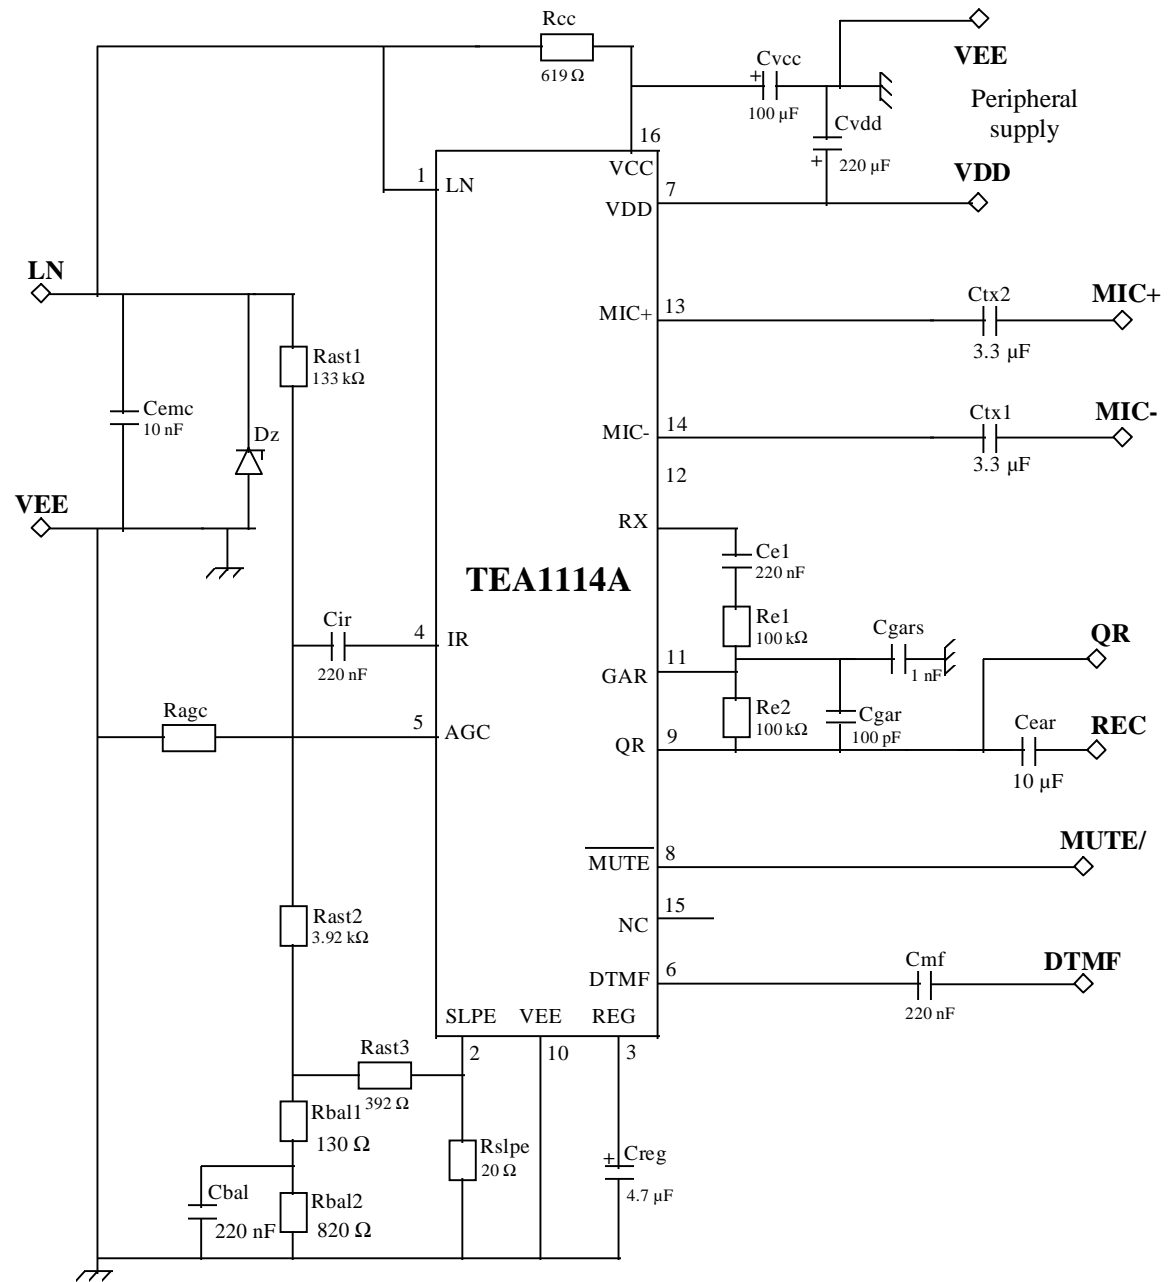 Rcc
619 Ω
Cvcc
+
100 µF
VEE
Peripheral
supply
Cvdd
+
220 µF
16
VCC
1
LN
7
VDD
VDD
LN
MIC+
13
Ctx2
3.3 µF
MIC+
Rast1
133 kΩ
Cemc
10 nF
Dz
MIC-
14
Ctx1
3.3 µF
MIC-
12
VEE
RX
Ce1
220 nF
TEA1114A
Re1
100 kΩ
Cgars
1 nF
QR
Cir
220 nF
4
IR
11
GAR
Ragc
5
AGC
Re2
100 kΩ
Cgar
100 pF
QR
9
Cear
10 µF
REC
MUTE
8
MUTE/
15
NC
Rast2
3.92 kΩ
DTMF
6
Cmf
220 nF
DTMF
SLPE
VEE
REG
2
10
3
Rast3
392 Ω
Rbal1
130 Ω
Rslpe
20 Ω
+
Creg
4.7 µF
Cbal
220 nF
Rbal2
820 Ω